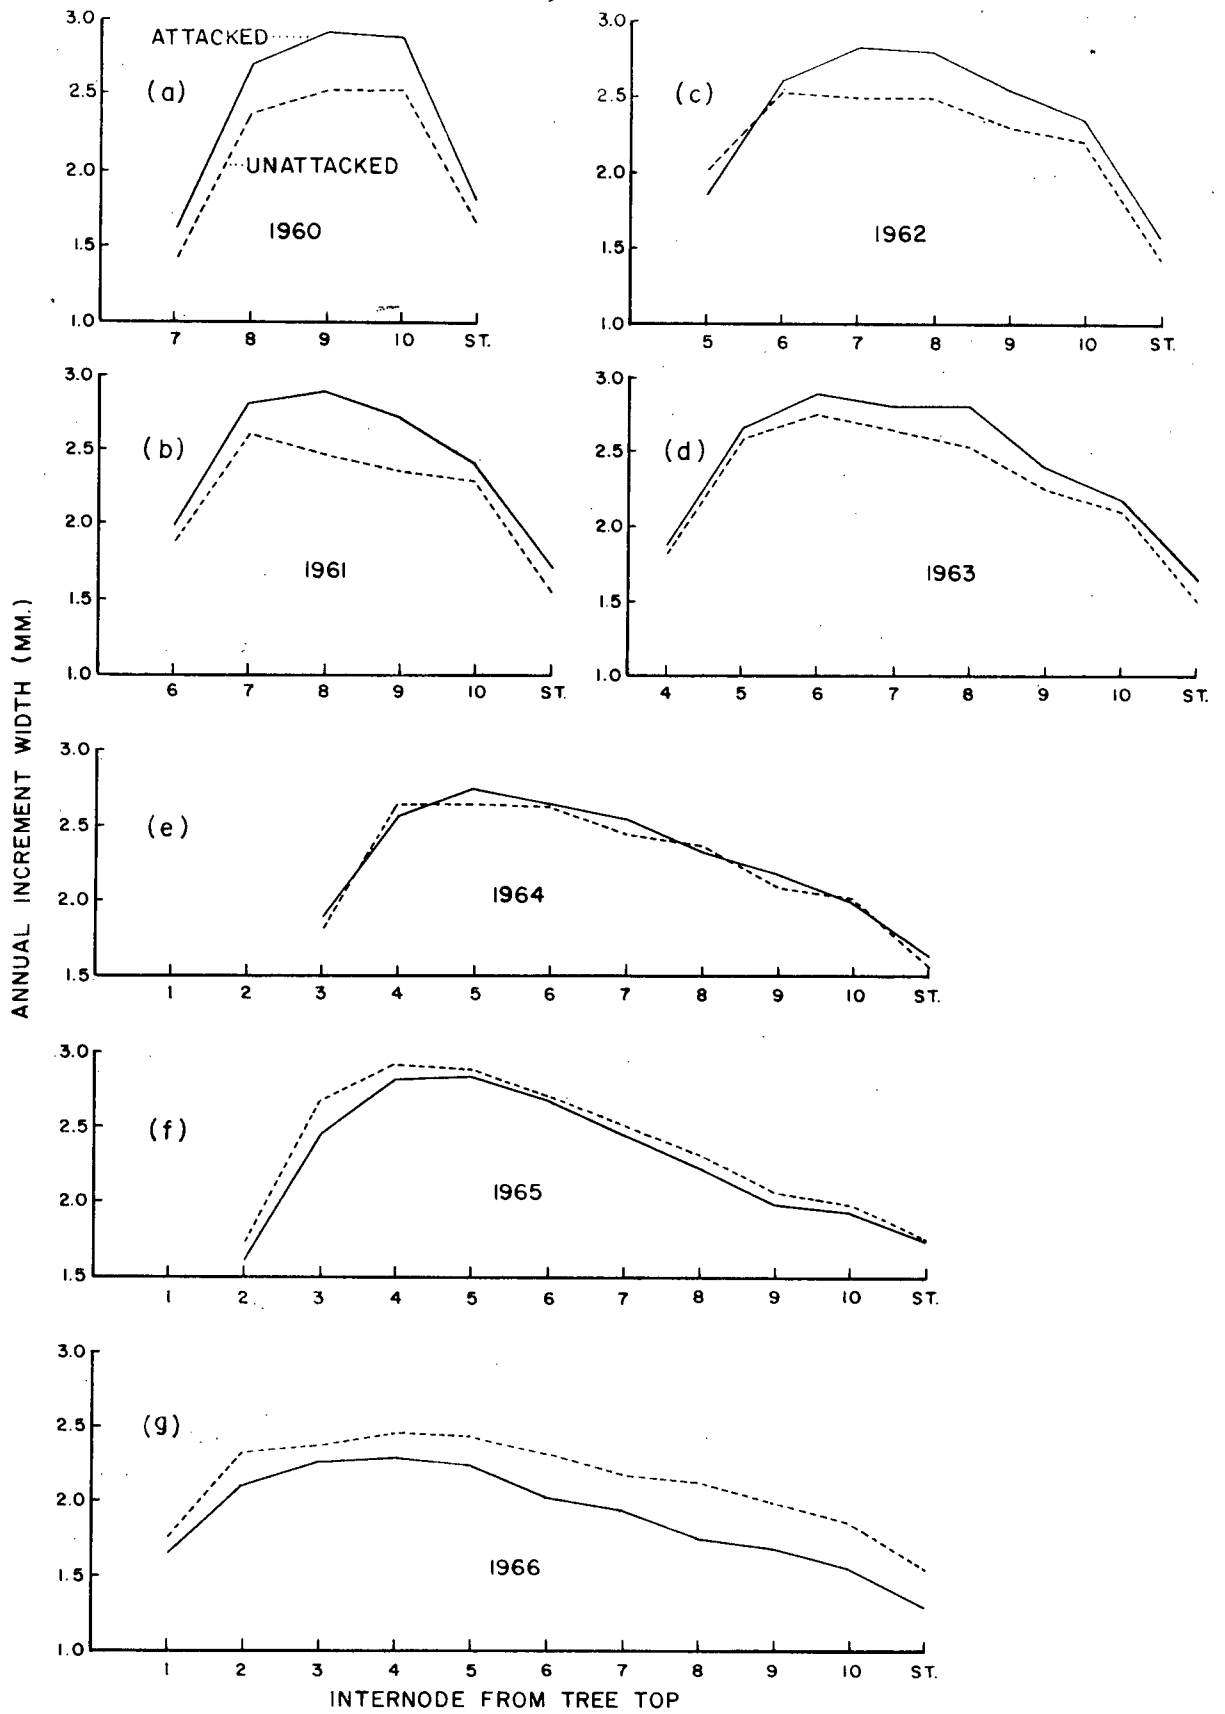 3.0
ATTACKED
2.5
(a)
2.0
UNATTACKED
1960
1.5
1.0
7 8 9 10 ST.
3.0
2.5
(c)
2.0
1962
1.5
1.0
5 6 7 8 9 10 ST.
3.0
2.5
(b)
2.0
1961
1.5
1.0
6 7 8 9 10 ST.
3.0
2.5
(d)
2.0
1963
1.5
1.0
4 5 6 7 8 9 10 ST.
ANNUAL INCREMENT WIDTH (MM.)
3.0
2.5
(e)
2.0
1964
1.5
1 2 3 4 5 6 7 8 9 10 ST.
3.0
2.5
(f)
2.0
1965
1.5
1 2 3 4 5 6 7 8 9 10 ST.
3.0
2.5
(g)
2.0
1966
1.5
1.0
1 2 3 4 5 6 7 8 9 10 ST.
INTERNODE FROM TREE TOP